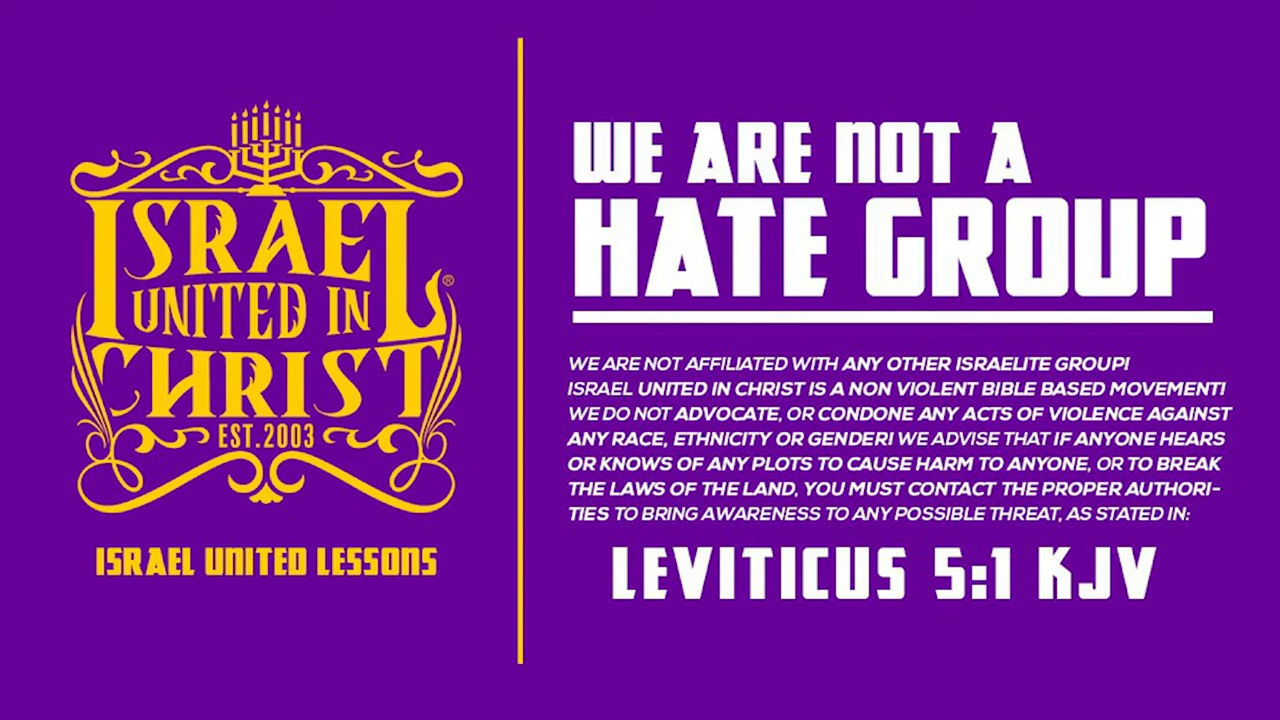 ISRAEL
UNITED IN
CHRIST
®
EST.2003
ISRAEL UNITED LESSONS
WE ARE NOT A
HATE GROUP
WE ARE NOT AFFILIATED WITH ANY OTHER ISRAELITE GROUP!
ISRAEL UNITED IN CHRIST IS A NON VIOLENT BIBLE BASED MOVEMENT!
WE DO NOT ADVOCATE, OR CONDONE ANY ACTS OF VIOLENCE AGAINST
ANY RACE, ETHNICITY OR GENDER! WE ADVISE THAT IF ANYONE HEARS
OR KNOWS OF ANY PLOTS TO CAUSE HARM TO ANYONE, OR TO BREAK
THE LAWS OF THE LAND, YOU MUST CONTACT THE PROPER AUTHORI-
TIES TO BRING AWARENESS TO ANY POSSIBLE THREAT, AS STATED IN:
LEVITICUS 5:1 KJV